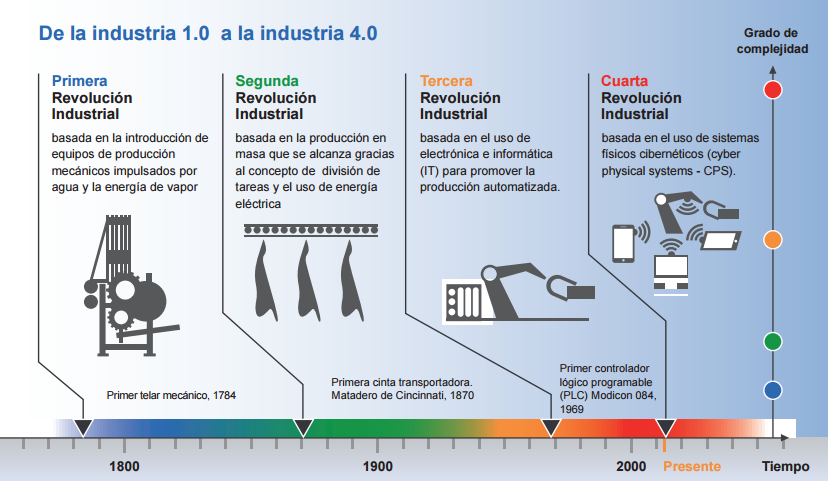 De la industria 1.0 a la industria 4.0
Grado de
complejidad
Primera
Revolución
Industrial
basada en la introducción de
equipos de producción
mecánicos impulsados por
agua y la energía de vapor
Segunda
Revolución
Industrial
basada en la producción en
masa que se alcanza gracias
al concepto de división de
tareas y el uso de energía
eléctrica
Tercera
Revolución
Industrial
basada en el uso de
electrónica e informática
(IT) para promover la
producción automatizada.
Cuarta
Revolución
Industrial
basada en el uso de sistemas
físicos cibernéticos (cyber
physical systems - CPS).
Primer telar mecánico, 1784
Primera cinta transportadora.
Matadero de Cincinnati, 1870
Primer controlador
lógico programable
(PLC) Modicon 084,
1969
1800
1900
2000
Presente
Tiempo